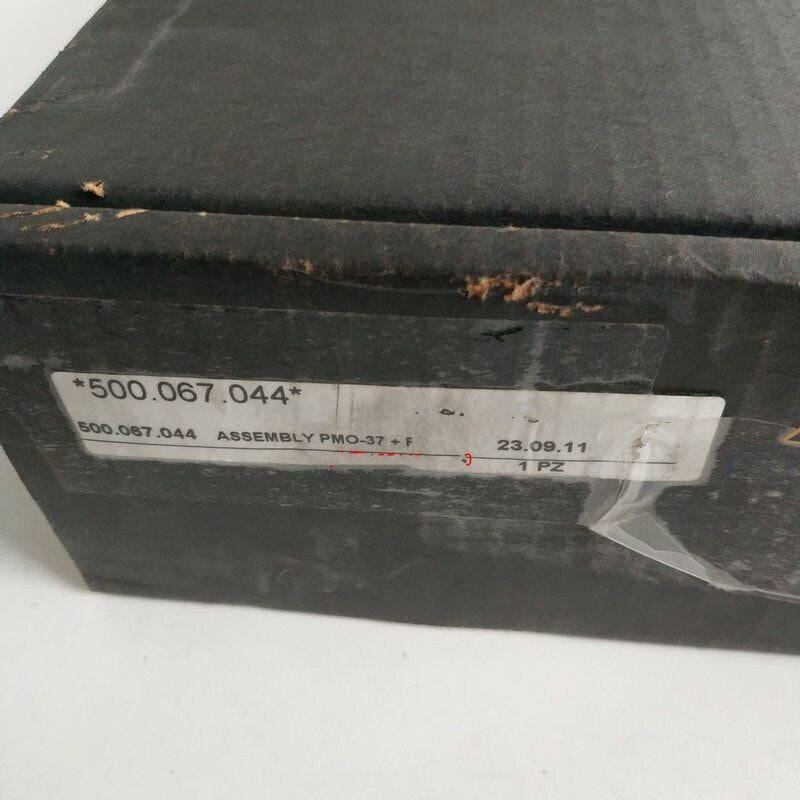 *500.067.044*
500.067.044 ASSEMBLY PMO-37 + F 23.09.11
1 PZ